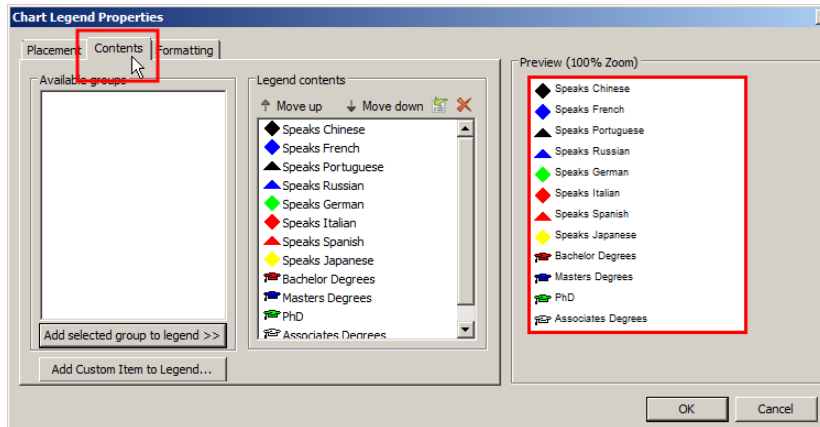 Chart Legend Properties
Placement Contents Formatting
Available groups
Add selected group to legend >>
Add Custom Item to Legend...
Legend contents
Move up Move down
Speaks Chinese
Speaks French
Speaks Portuguese
Speaks Russian
Speaks German
Speaks Italian
Speaks Spanish
Speaks Japanese
Bachelor Degrees
Masters Degrees
PhD
Associates Degrees
Preview (100% Zoom)
Speaks Chinese
Speaks French
Speaks Portuguese
Speaks Russian
Speaks German
Speaks Italian
Speaks Spanish
Speaks Japanese
Bachelor Degrees
Masters Degrees
PhD
Associates Degrees
OK Cancel